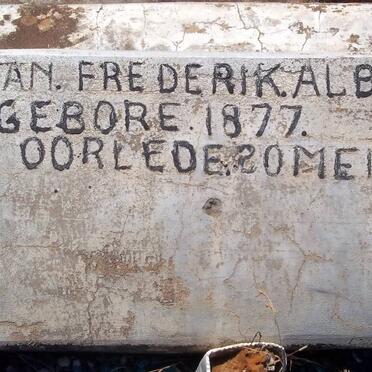 AN. FREDERIK. ALB
GEBORE. 1877.
OORLEDE. 20 MEI